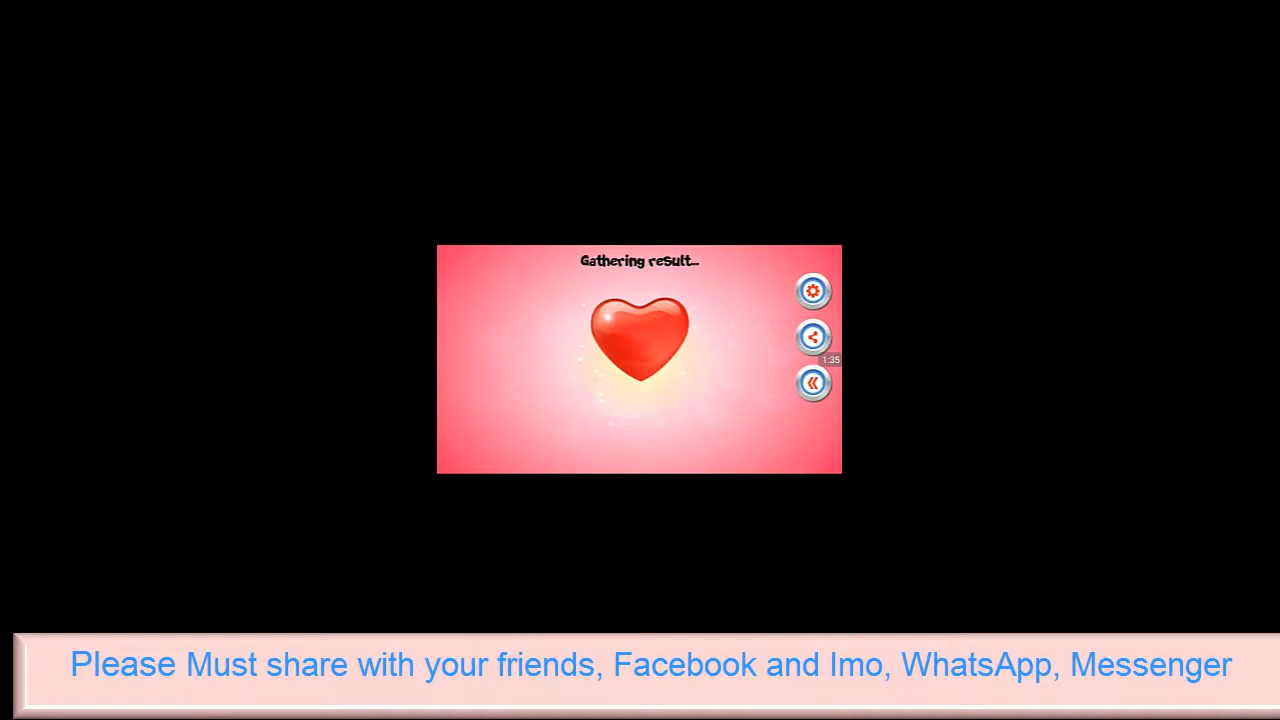 Gathering result...
1:35
Please Must share with your friends, Facebook and Imo, WhatsApp, Messenger